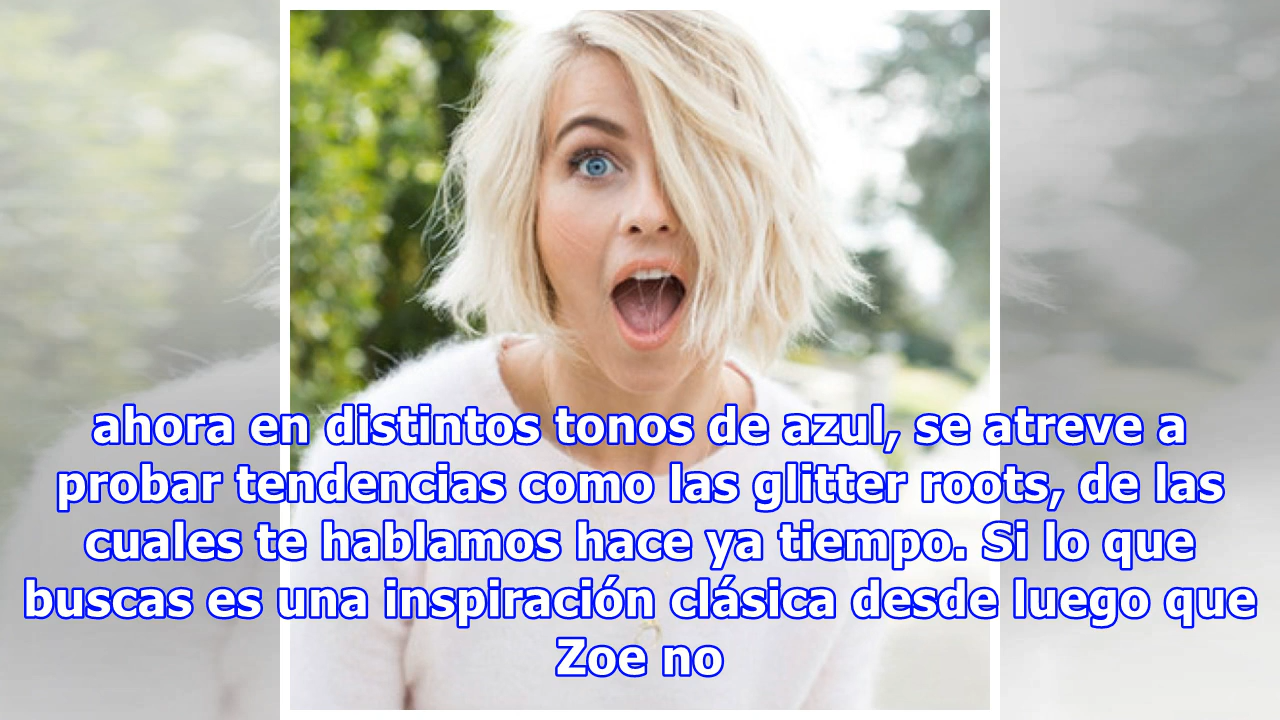 ahora en distintos tonos de azul, se atreve a
probar tendencias como las glitter roots, de las
cuales te hablamos hace ya tiempo. Si lo que
buscas es una inspiración clásica desde luego que
Zoe no